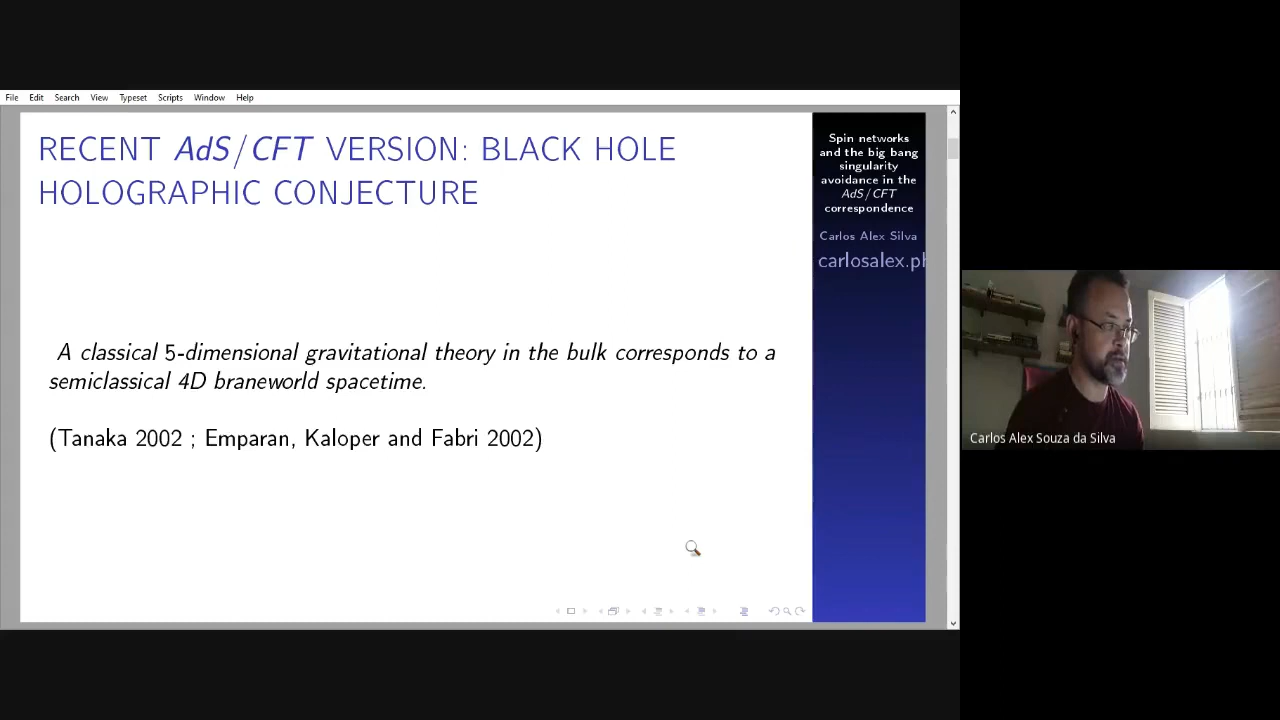 File Edit Search View Typeset Scripts Window Help
RECENT AdS/CFT VERSION: BLACK HOLE
HOLOGRAPHIC CONJECTURE
A classical 5-dimensional gravitational theory in the bulk corresponds to a
semiclassical 4D braneworld spacetime.
(Tanaka 2002 ; Emparan, Kaloper and Fabri 2002)
Spin networks
and the big bang
singularity
avoidance in the
AdS/CFT
correspondence
Carlos Alex Silva
carlosalex.ph
Carlos Alex Souza da Silva